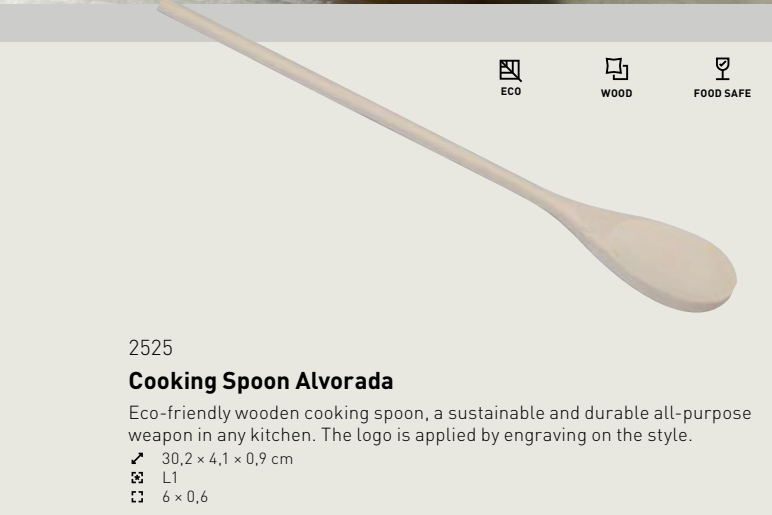 ECO
WOOD
FOOD SAFE
2525
Cooking Spoon Alvorada
Eco-friendly wooden cooking spoon, a sustainable and durable all-purpose
weapon in any kitchen. The logo is applied by engraving on the style.
30,2 × 4,1 × 0,9 cm
L1
6 × 0,6